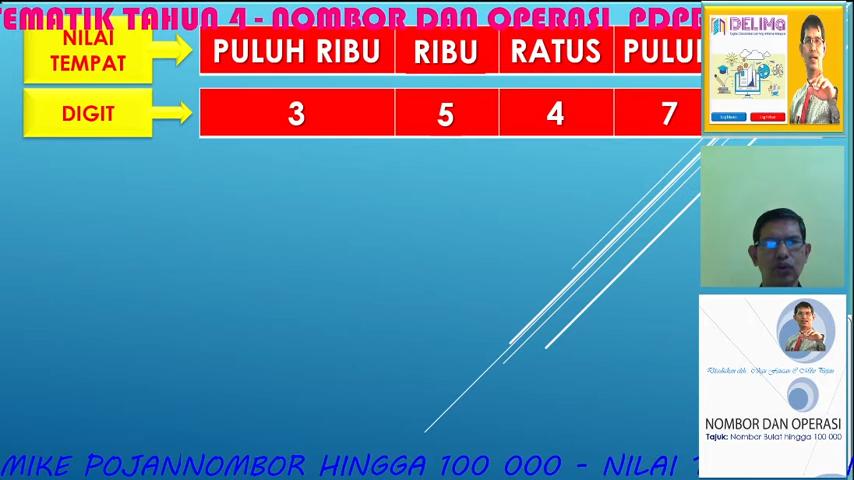 TEMATIK TAHUN 4 - NOMBOR DAN OPERASI PDPR
NILAI
TEMPAT
PULUH RIBU RIBU RATUS PULUH
DIGIT
3 5 4 7
DELIMa
NOMBOR DAN OPERASI
Tajuk: Nombor Bulat hingga 100 000
MIKE POJANNOMBOR HINGGA 100 000 - NILAI